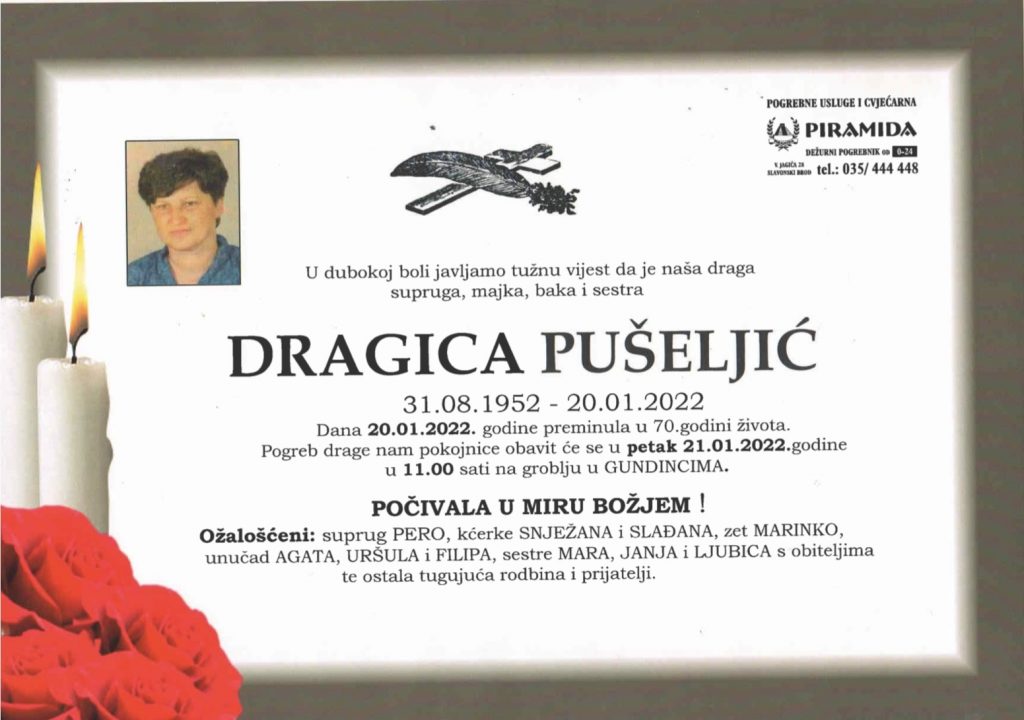 POGREBNE USLUGE I CVJEĆARNA
PIRAMIDA
DEŽURNI POGREBNIK OD 0-24
V. JAGIĆA 28
SLAVONSKI BROD
tel.: 035/ 444 448
U dubokoj boli javljamo tužnu vijest da je naša draga
supruga, majka, baka i sestra
DRAGICA PUŠELJIĆ
31.08.1952 - 20.01.2022
Dana 20.01.2022. godine preminula u 70.godini života.
Pogreb drage nam pokojnice obavit će se u petak 21.01.2022.godine
u 11.00 sati na groblju u GUNDINCIMA.
POČIVALA U MIRU BOŽJEM !
Ožalošćeni: suprug PERO, kćerke SNJEŽANA i SLAĐANA, zet MARINKO,
unučad AGATA, URŠULA i FILIPA, sestre MARA, JANJA i LJUBICA s obiteljima
te ostala tugujuća rodbina i prijatelji.